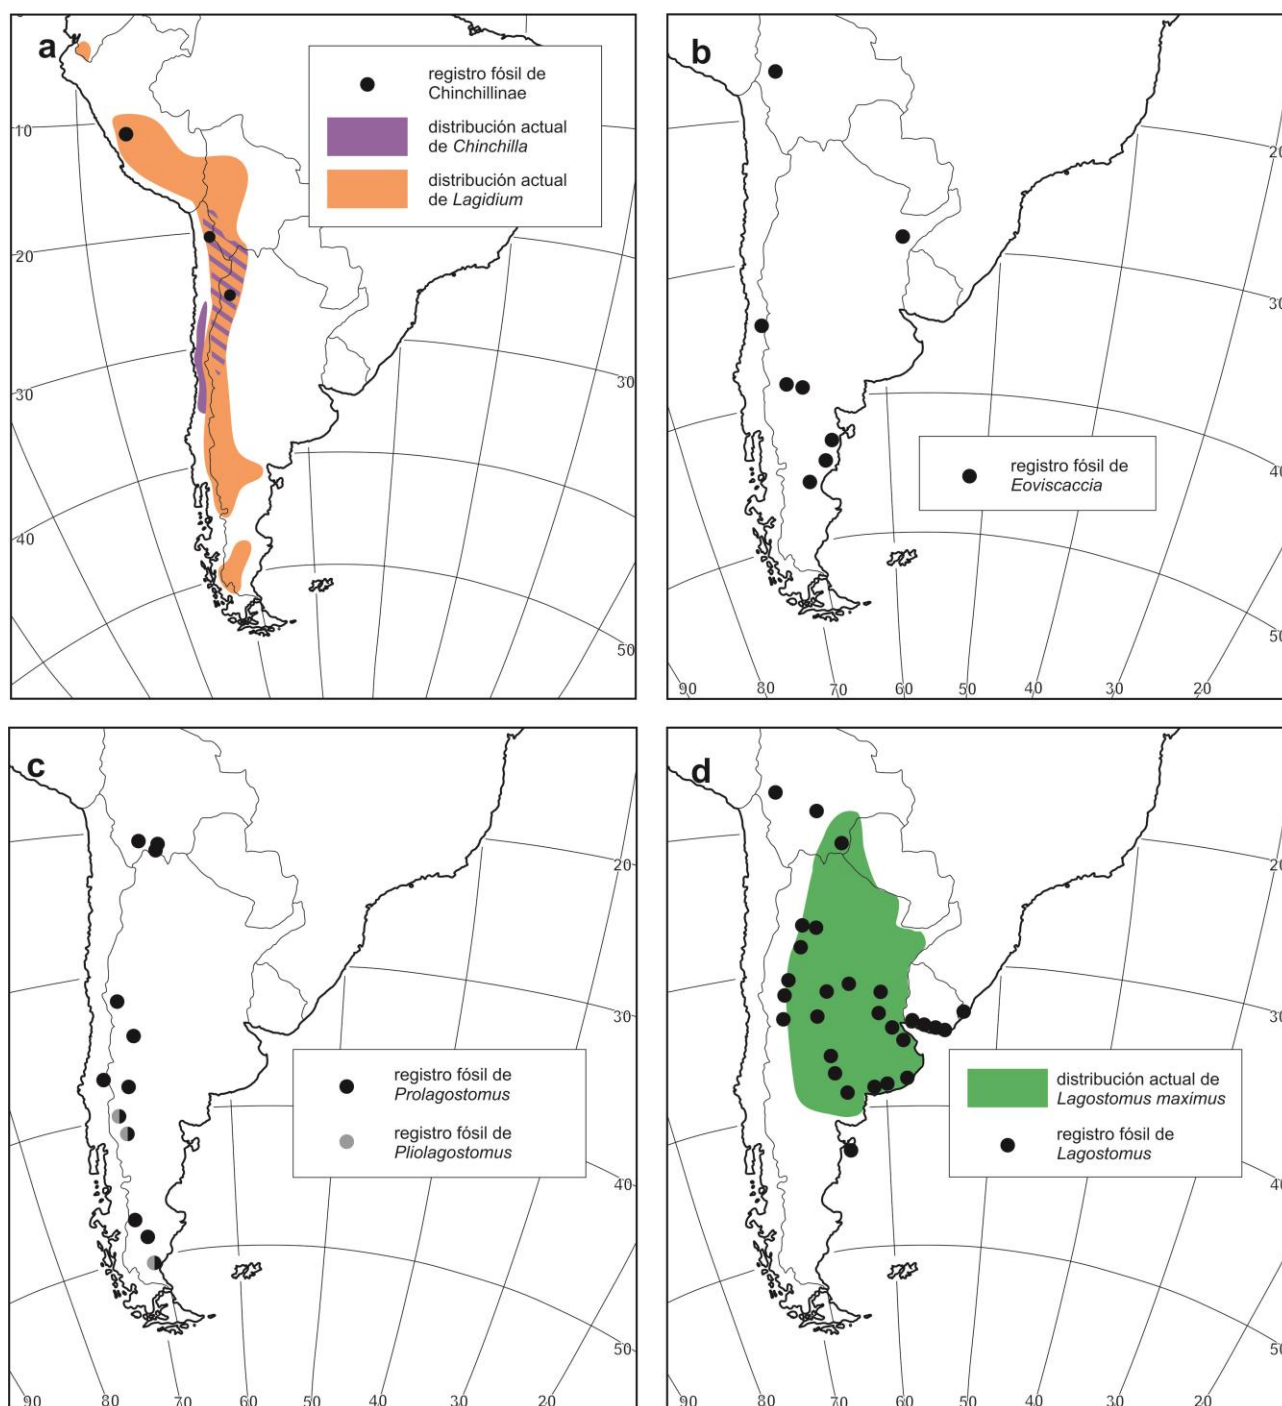 a
registro fósil de
Chinchillinae
distribución actual
de Chinchilla
distribución actual
de Lagidium
10
20
30
40
30
40
50
b
registro fósil de
Eoviscaccia
20
30
40
50
90
80
70
60
50
40
30
20
c
registro fósil de
Prolagostomus
registro fósil de
Pliolagostomus
20
30
40
50
90
80
70
60
50
40
30
20
d
distribución actual de
Lagostomus maximus
registro fósil de
Lagostomus
20
30
40
50
90
80
70
60
50
40
30
20